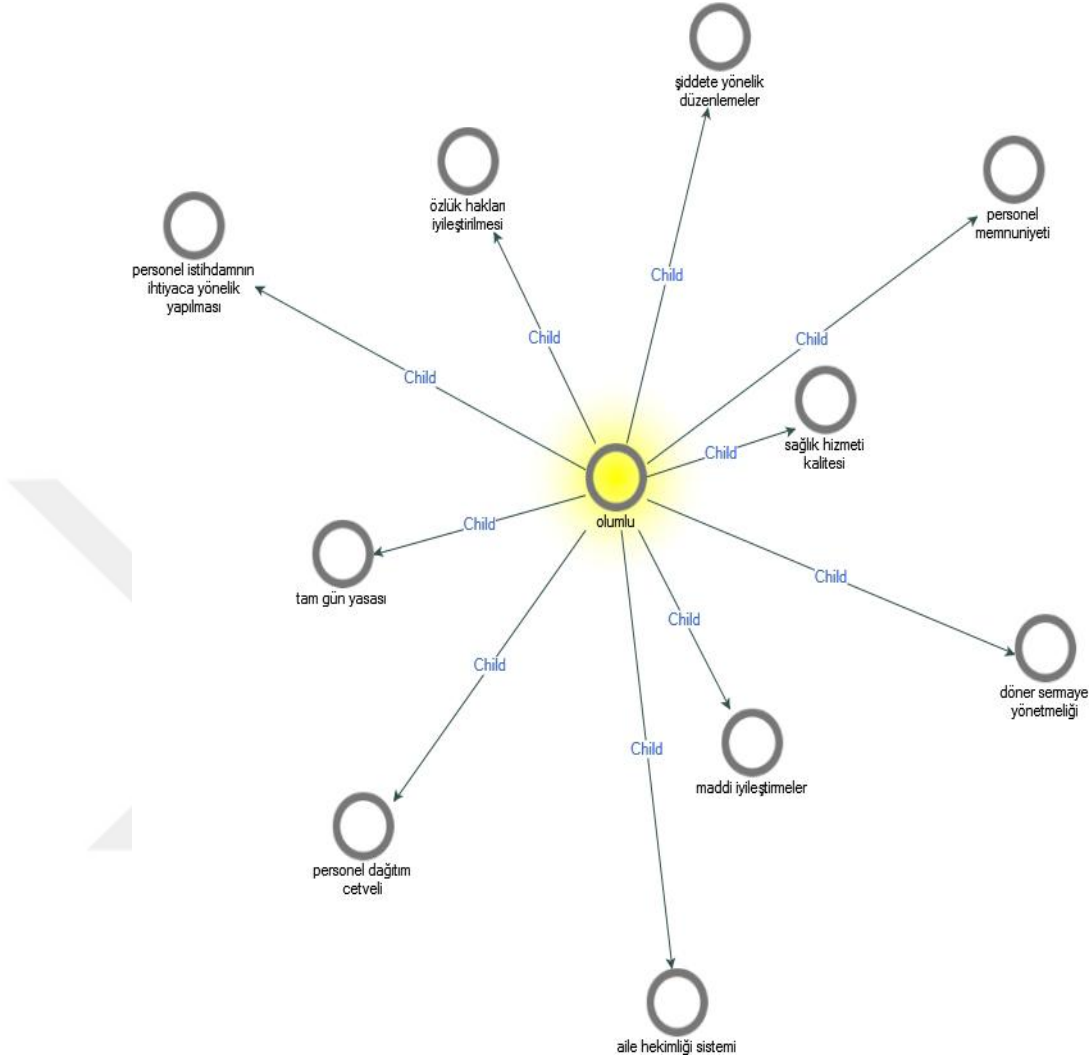 şiddete yönelik
düzenlemeler
özlük hakları
iyileştirilmesi
personel
memnuniyeti
personel istihdamnın
ihtiyaca yönelik
yapılması
Child
Child
Child
Child
sağlık hizmeti
kalitesi
Child
olumlu
Child
tam gün yasası
Child
Child
Child
döner sermaye
yönetmeliği
Child
maddi iyileştirmeler
personel dağıtım
cetveli
aile hekimliği sistemi